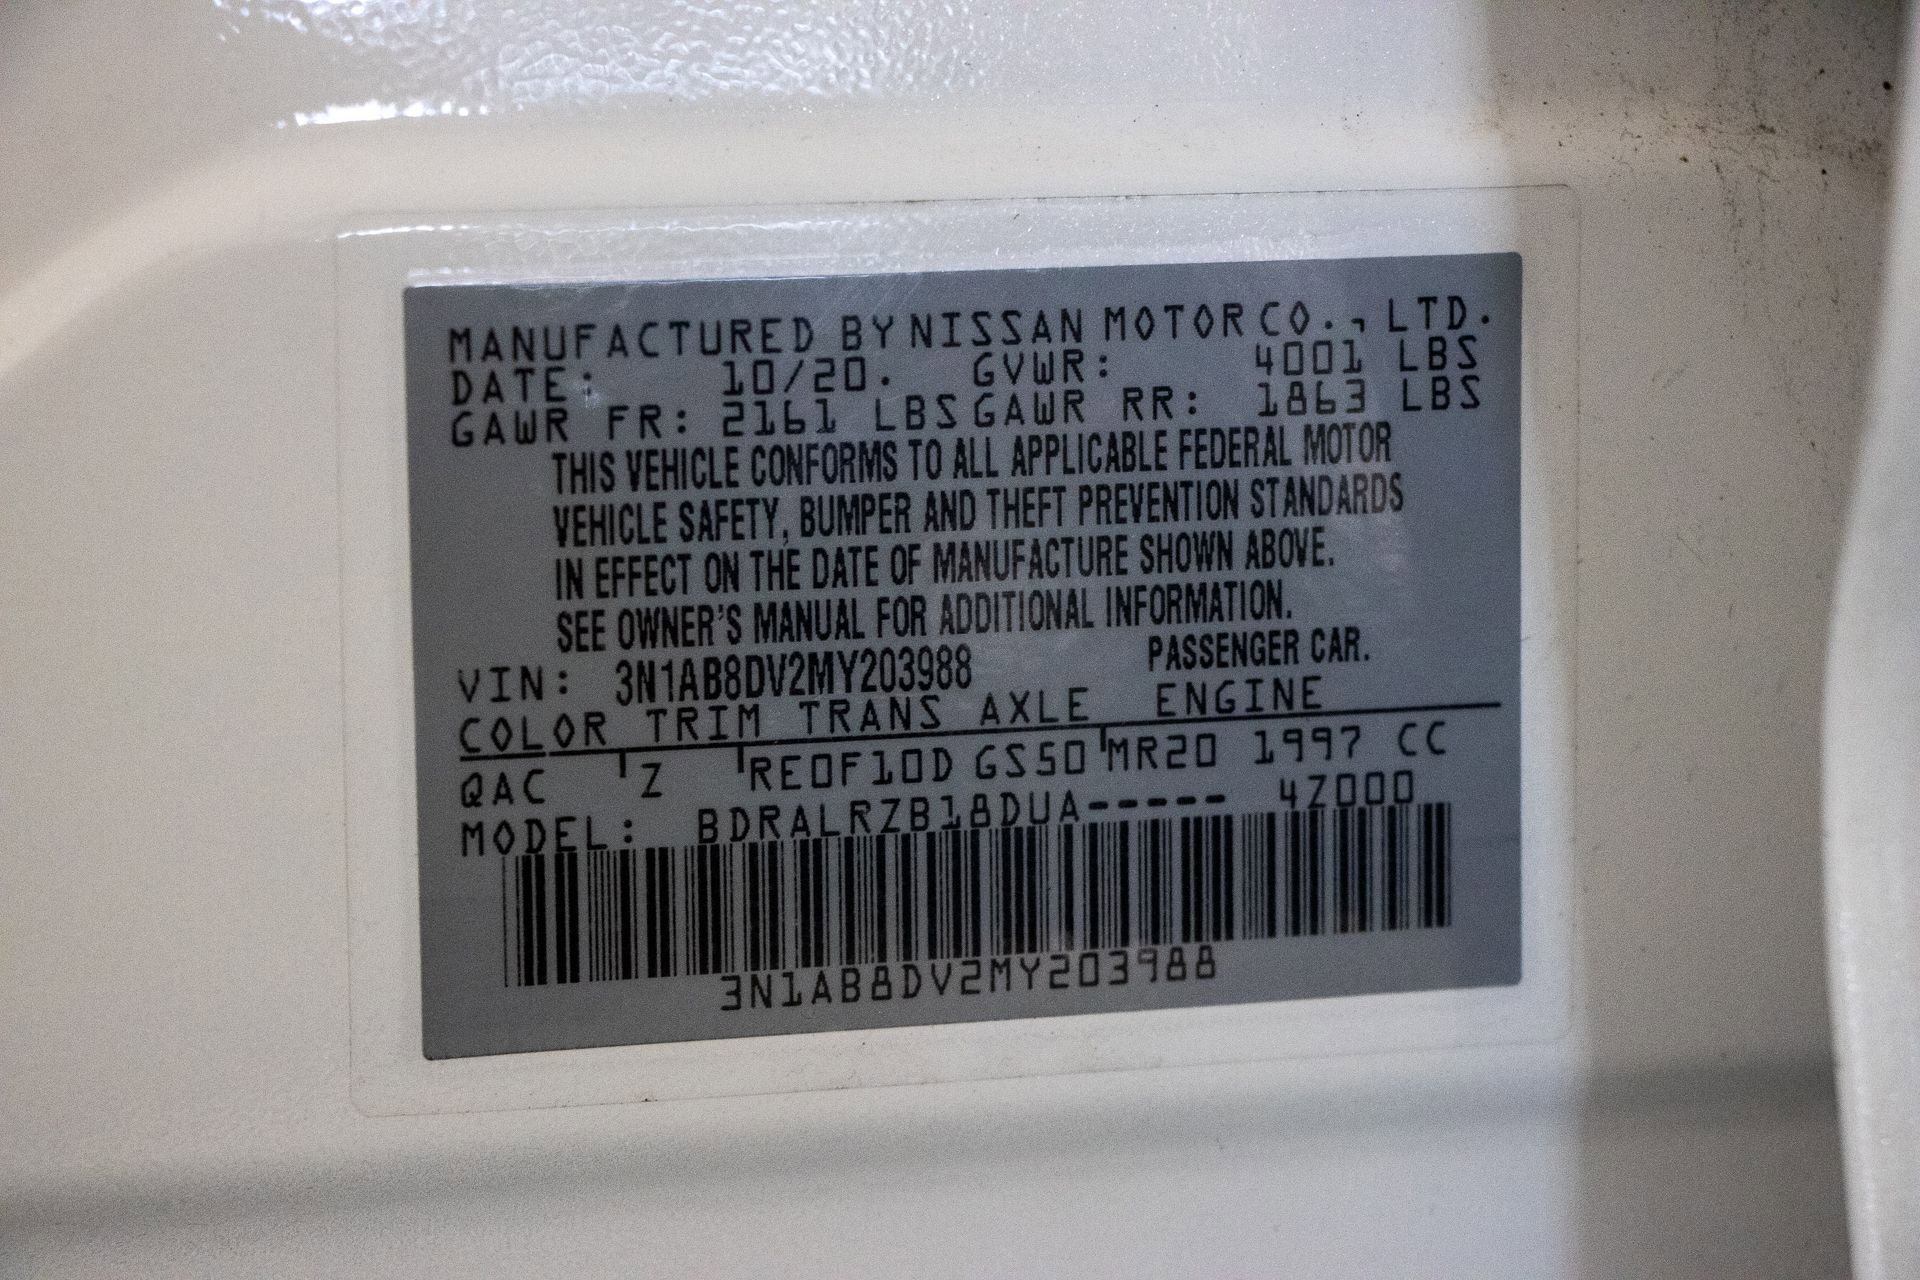 MANUFACTURED BY NISSAN MOTOR CO., LTD.
DATE: 10/20. GVWR: 4001 LBS
GAWR FR: 2161 LBS GAWR RR: 1863 LBS
THIS VEHICLE CONFORMS TO ALL APPLICABLE FEDERAL MOTOR
VEHICLE SAFETY, BUMPER AND THEFT PREVENTION STANDARDS
IN EFFECT ON THE DATE OF MANUFACTURE SHOWN ABOVE.
SEE OWNER'S MANUAL FOR ADDITIONAL INFORMATION.
VIN: 3N1AB8DV2MY203988 PASSENGER CAR.
COLOR TRIM TRANS AXLE ENGINE
QAC Z RE0F10D GS50 MR20 1997 CC
MODEL: BDRALRZB18DUA----- 4Z000
3N1AB8DV2MY203988